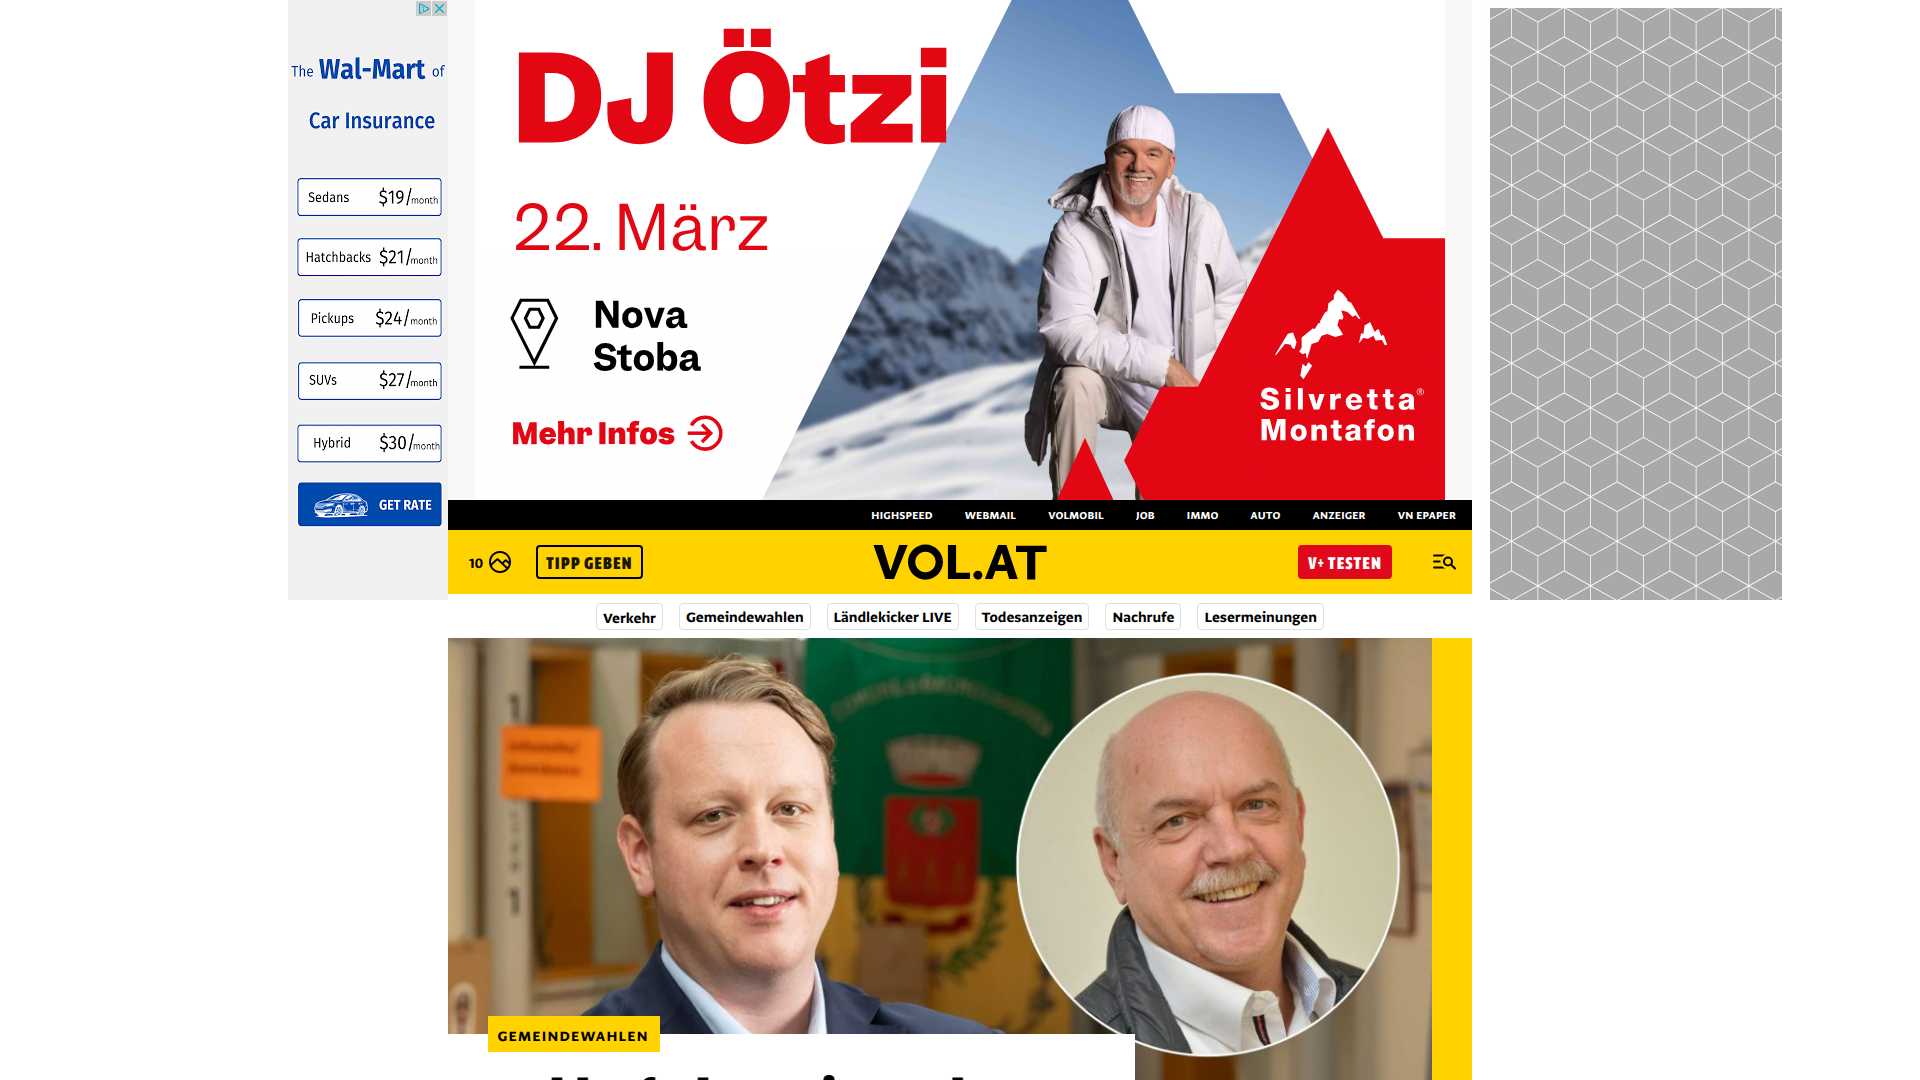 The Wal-Mart of
Car Insurance
Sedans $19/month
Hatchbacks $21/month
Pickups $24/month
SUVs $27/month
Hybrid $30/month
GET RATE
DJ Ötzi
22. März
Nova
Stoba
Mehr Infos
Silvretta®
Montafon
HIGHSPEED WEBMAIL VOLMOBIL JOB IMMO AUTO ANZEIGER VN EPAPER
10 TIPP GEBEN VOL.AT V+ TESTEN
Verkehr Gemeindewahlen Ländlekicker LIVE Todesanzeigen Nachrufe Lesermeinungen
GEMEINDEWAHLEN